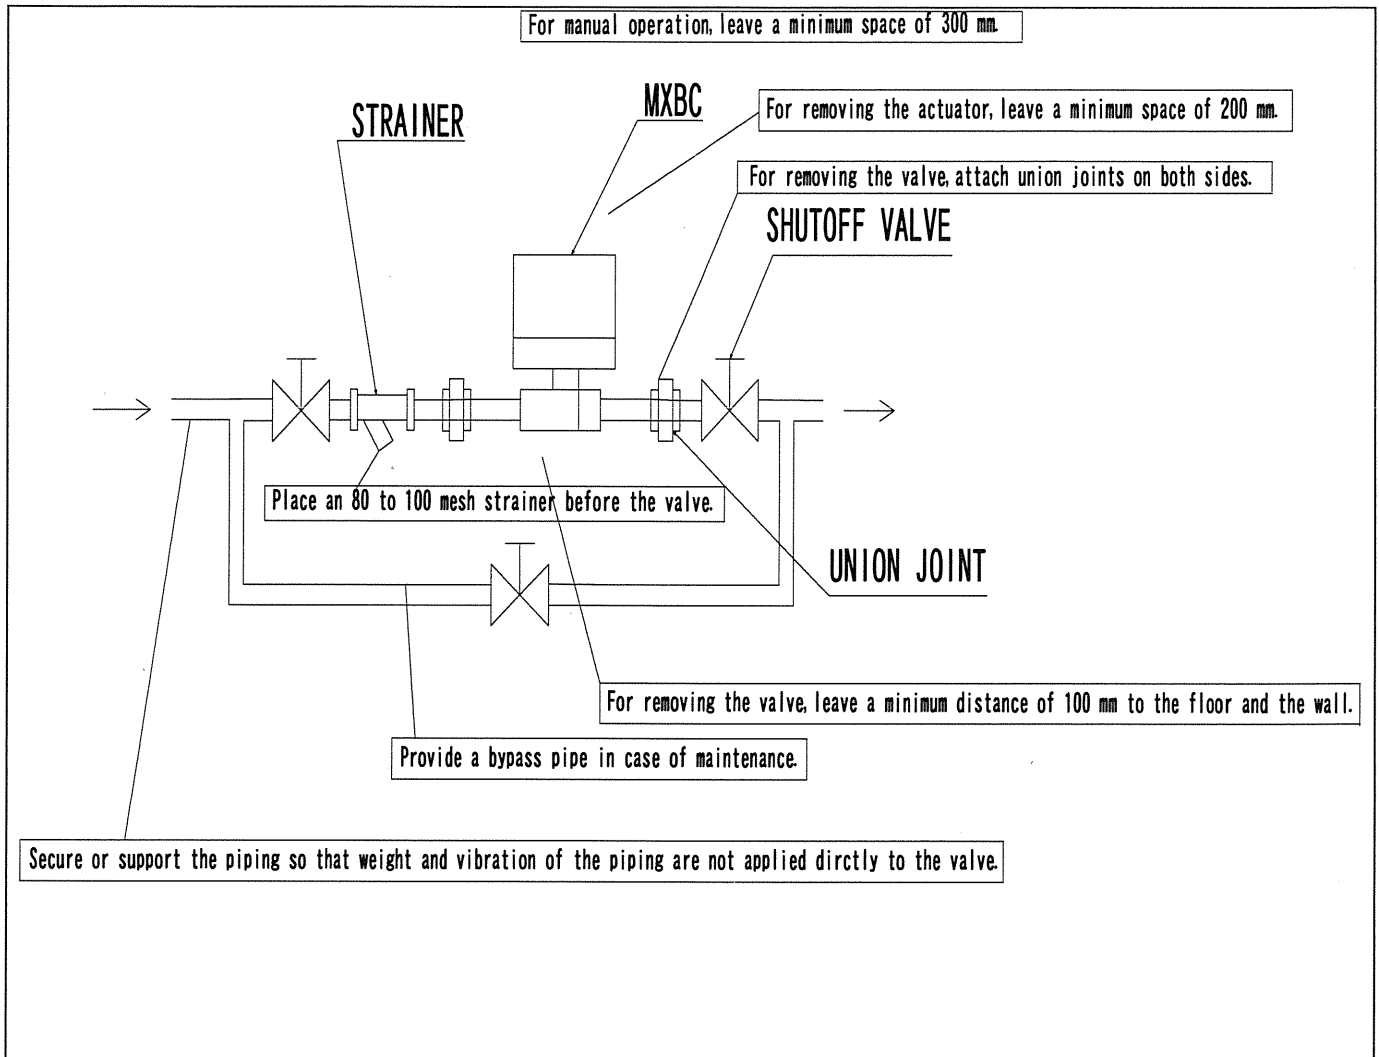 For manual operation, leave a minimum space of 300 mm.
MXBC
STRAINER
For removing the actuator, leave a minimum space of 200 mm.
For removing the valve, attach union joints on both sides.
SHUTOFF VALVE
Place an 80 to 100 mesh strainer before the valve.
UNION JOINT
For removing the valve, leave a minimum distance of 100 mm to the floor and the wall.
Provide a bypass pipe in case of maintenance.
Secure or support the piping so that weight and vibration of the piping are not applied dirctly to the valve.